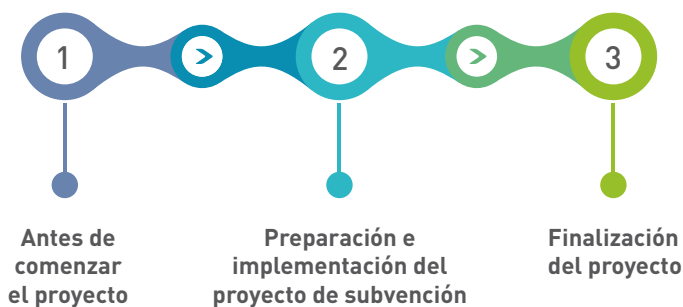 1
2
3
Antes de
comenzar
el proyecto
Preparación e
implementación del
proyecto de subvención
Finalización
del proyecto